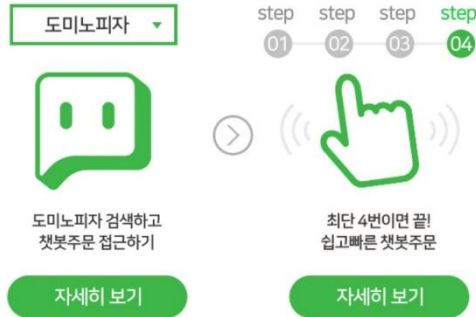 도미노피자
step step step step
01 02 03 04
도미노피자 검색하고
챗봇주문 접근하기
자세히 보기
최단 4번이면 끝!
쉽고빠른 챗봇주문
자세히 보기